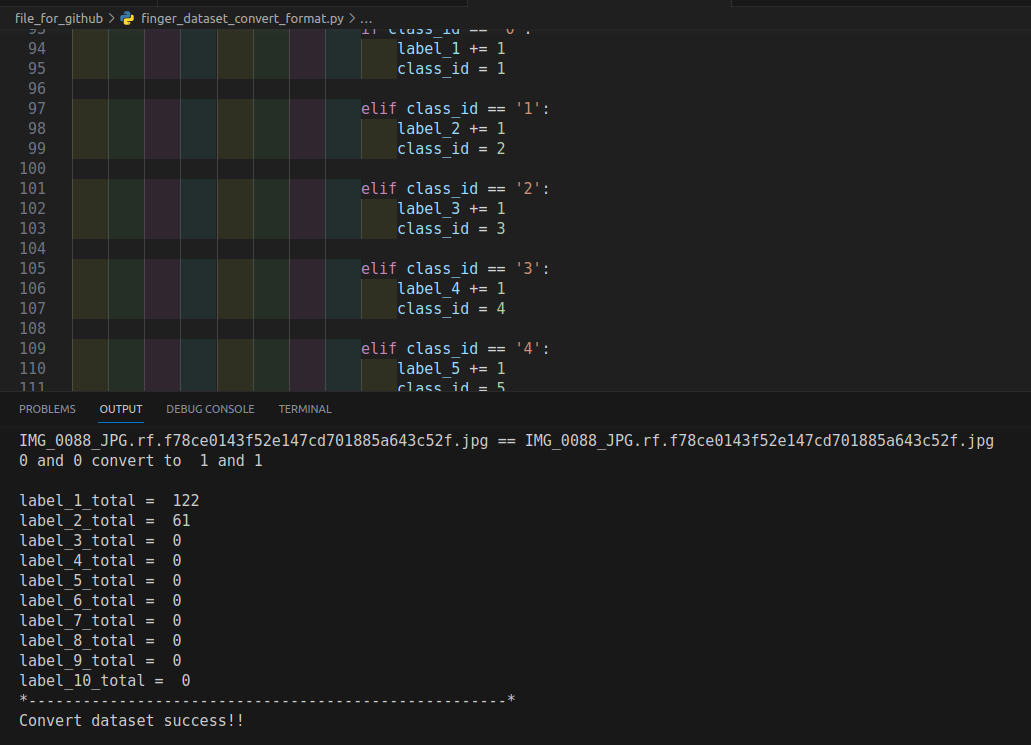 file_for_github > finger_dataset_convert_format.py > ...
93 if class_id == '0':
94 label_1 += 1
95 class_id = 1
96
97 elif class_id == '1':
98 label_2 += 1
99 class_id = 2
100
101 elif class_id == '2':
102 label_3 += 1
103 class_id = 3
104
105 elif class_id == '3':
106 label_4 += 1
107 class_id = 4
108
109 elif class_id == '4':
110 label_5 += 1
111 class_id = 5
PROBLEMS OUTPUT DEBUG CONSOLE TERMINAL
IMG_0088_JPG.rf.f78ce0143f52e147cd701885a643c52f.jpg == IMG_0088_JPG.rf.f78ce0143f52e147cd701885a643c52f.jpg
0 and 0 convert to  1 and 1
label_1_total =  122
label_2_total =  61
label_3_total =  0
label_4_total =  0
label_5_total =  0
label_6_total =  0
label_7_total =  0
label_8_total =  0
label_9_total =  0
label_10_total =  0
*-----------------------------------------------------*
Convert dataset success!!